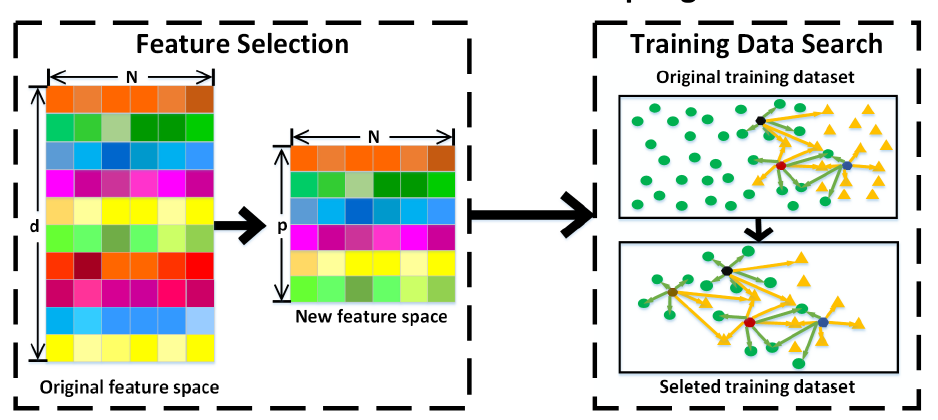 Feature Selection
N
d
Original feature space
N
p
New feature space
Training Data Search
Original training dataset
Seleted training dataset